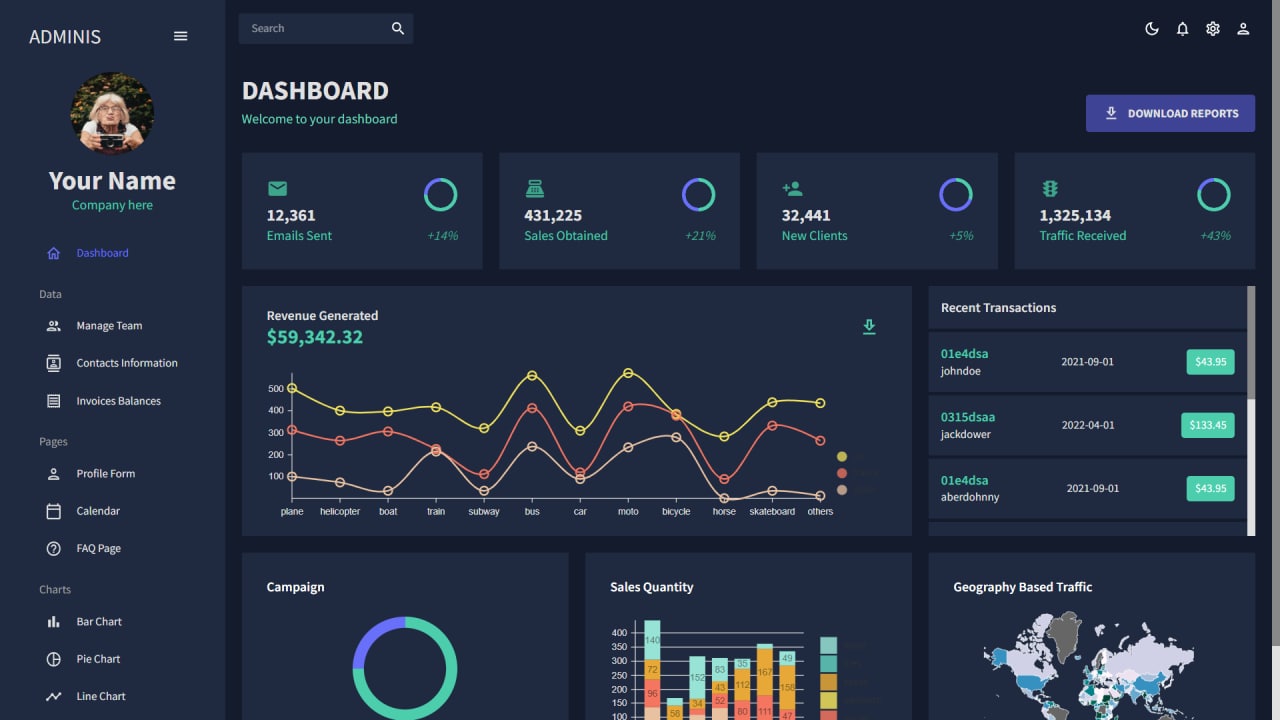 ADMINIS
Search
Your Name
Company here
Dashboard
Data
Manage Team
Contacts Information
Invoices Balances
Pages
Profile Form
Calendar
FAQ Page
Charts
Bar Chart
Pie Chart
Line Chart
DASHBOARD
Welcome to your dashboard
DOWNLOAD REPORTS
12,361
Emails Sent
+14%
431,225
Sales Obtained
+21%
32,441
New Clients
+5%
1,325,134
Traffic Received
+43%
Revenue Generated
$59,342.32
500
400
300
200
100
plane helicopter boat train subway bus car moto bicycle horse skateboard others
Recent Transactions
01e4dsa
johndoe
2021-09-01
$43.95
0315dsaa
jackdower
2022-04-01
$133.45
01e4dsa
aberdohnny
2021-09-01
$43.95
Campaign
Sales Quantity
400
350
300
250
200
150
100
140
72
96
56
152
34
83
43
52
35
112
80
167
111
49
158
47
Geography Based Traffic